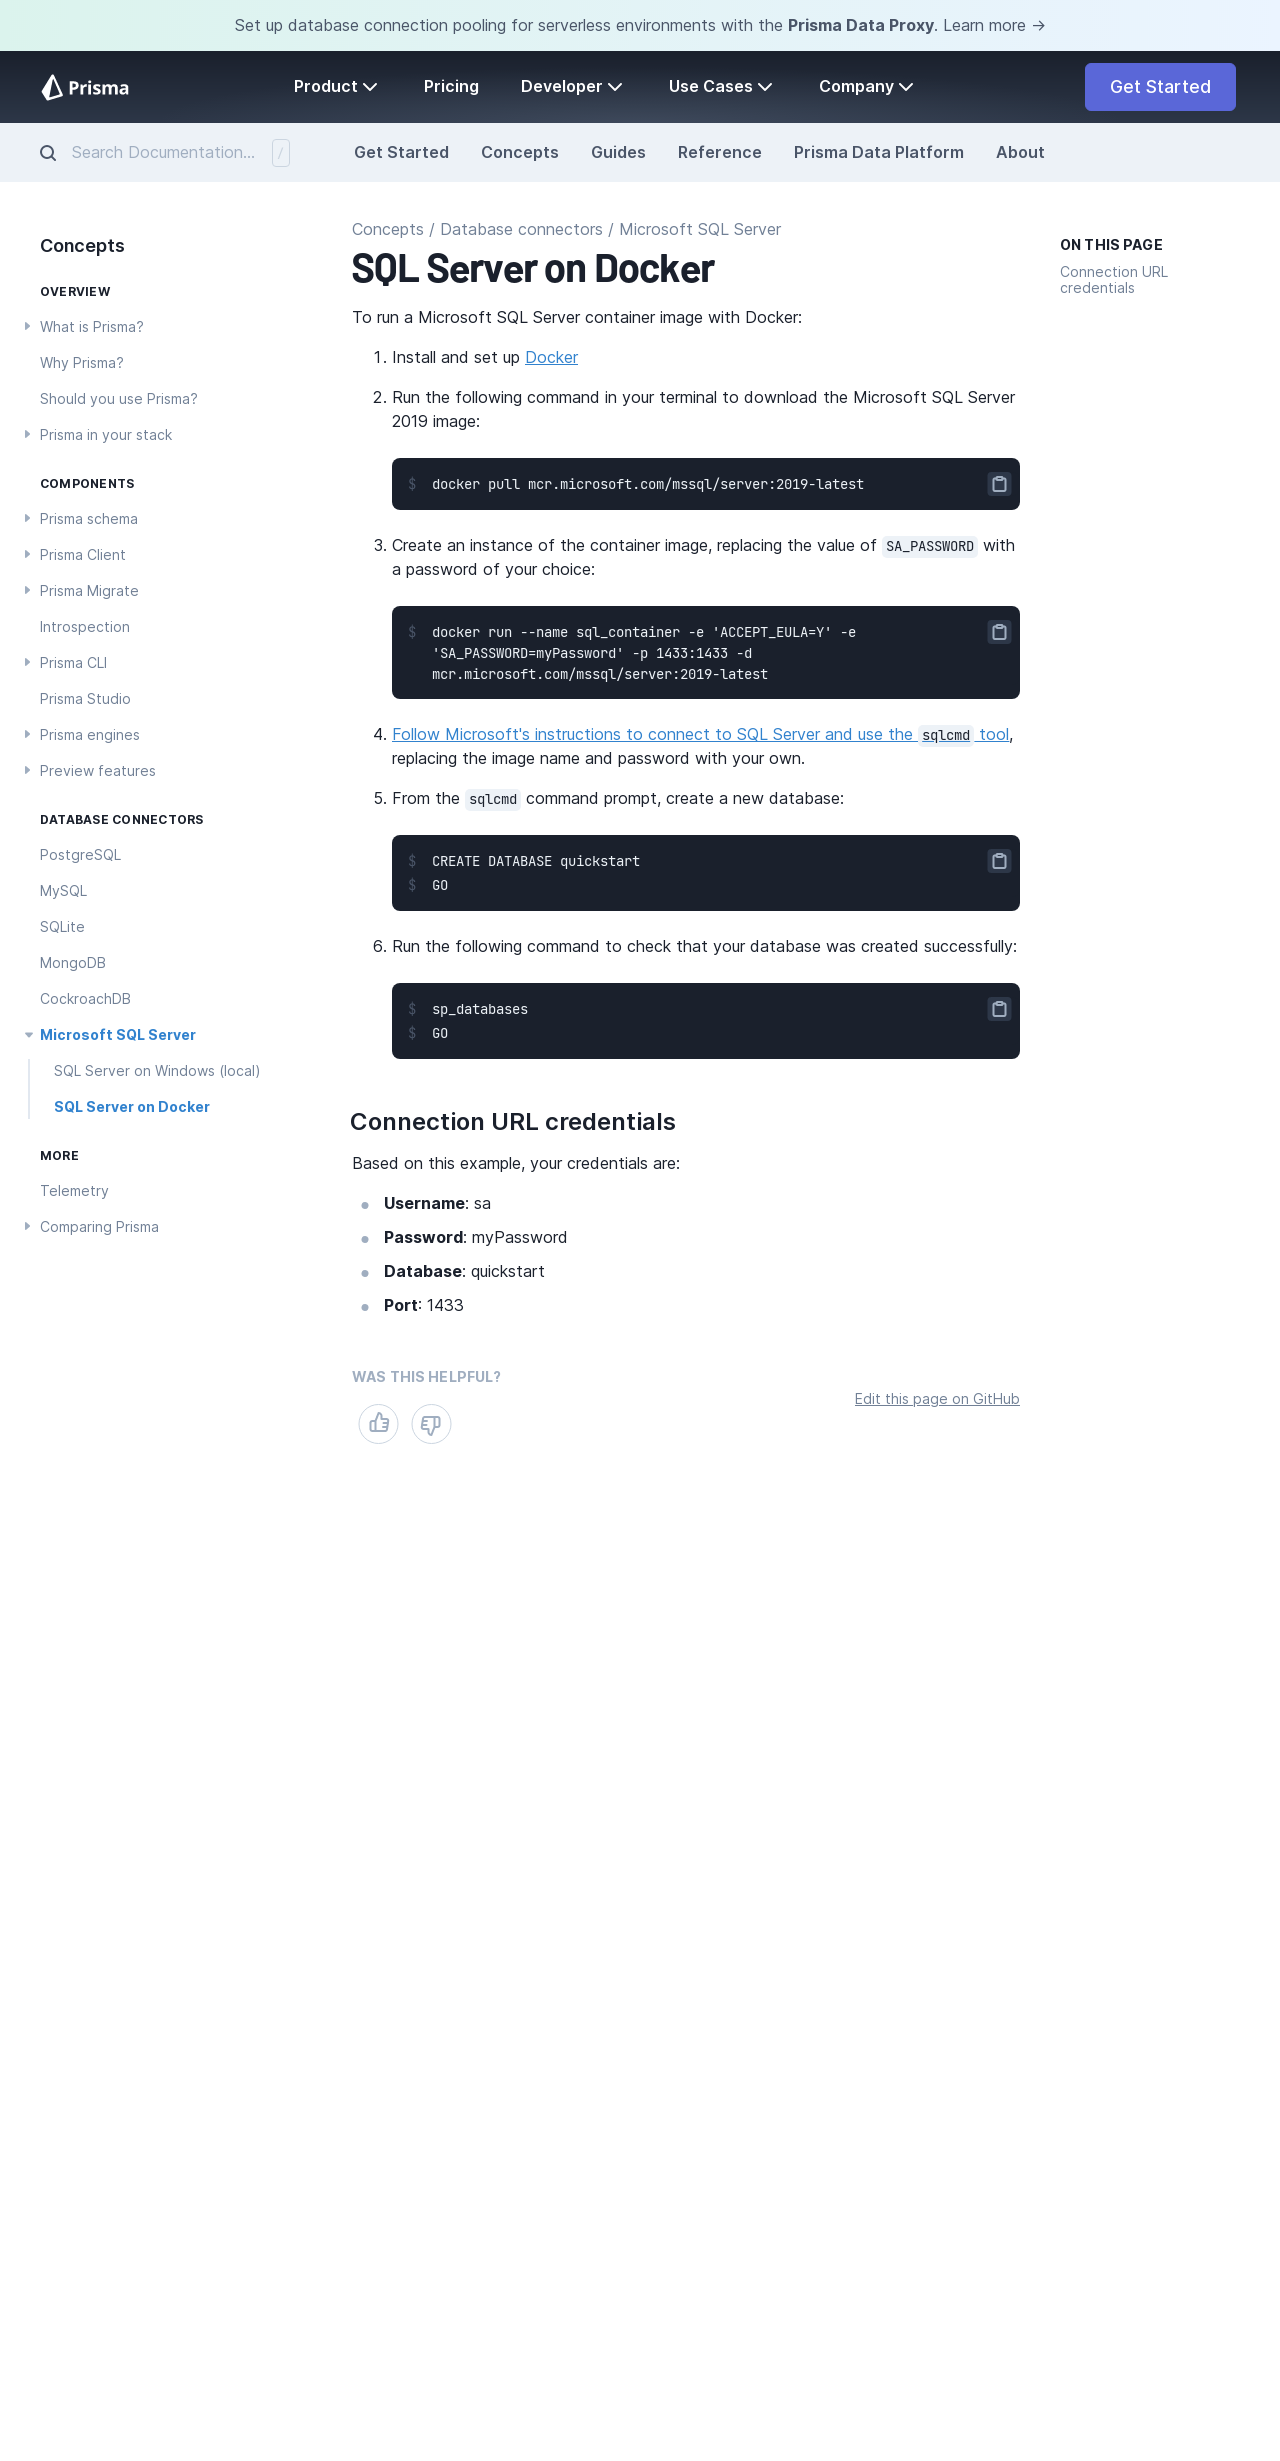 Set up database connection pooling for serverless environments with the Prisma Data Proxy. Learn more →
Prisma
Product
Pricing
Developer
Use Cases
Company
Get Started
Search Documentation...
/
Get Started
Concepts
Guides
Reference
Prisma Data Platform
About
Concepts
OVERVIEW
What is Prisma?
Why Prisma?
Should you use Prisma?
Prisma in your stack
COMPONENTS
Prisma schema
Prisma Client
Prisma Migrate
Introspection
Prisma CLI
Prisma Studio
Prisma engines
Preview features
DATABASE CONNECTORS
PostgreSQL
MySQL
SQLite
MongoDB
CockroachDB
Microsoft SQL Server
SQL Server on Windows (local)
SQL Server on Docker
MORE
Telemetry
Comparing Prisma
Concepts / Database connectors / Microsoft SQL Server
SQL Server on Docker
To run a Microsoft SQL Server container image with Docker:
1. Install and set up Docker
2. Run the following command in your terminal to download the Microsoft SQL Server
2019 image:
$ docker pull mcr.microsoft.com/mssql/server:2019-latest
3. Create an instance of the container image, replacing the value of SA_PASSWORD with
a password of your choice:
$ docker run --name sql_container -e 'ACCEPT_EULA=Y' -e
'SA_PASSWORD=myPassword' -p 1433:1433 -d
mcr.microsoft.com/mssql/server:2019-latest
4. Follow Microsoft's instructions to connect to SQL Server and use the sqlcmd tool,
replacing the image name and password with your own.
5. From the sqlcmd command prompt, create a new database:
$ CREATE DATABASE quickstart
$ GO
6. Run the following command to check that your database was created successfully:
$ sp_databases
$ GO
Connection URL credentials
Based on this example, your credentials are:
Username: sa
Password: myPassword
Database: quickstart
Port: 1433
WAS THIS HELPFUL?
Edit this page on GitHub
ON THIS PAGE
Connection URL
credentials